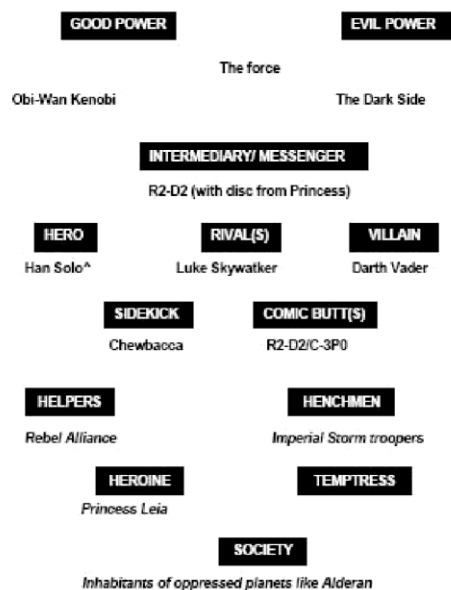 GOOD POWER EVIL POWER
The force
Obi-Wan Kenobi The Dark Side
INTERMEDIARY/ MESSENGER
R2-D2 (with disc from Princess)
HERO RIVAL(S) VILLAIN
Han Solo^ Luke Skywatker Darth Vader
SIDEKICK COMIC BUTT(S)
Chewbacca R2-D2/C-3P0
HELPERS HENCHMEN
Rebel Alliance Imperial Storm troopers
HEROINE TEMPTRESS
Princess Leia
SOCIETY
Inhabitants of oppressed planets like Alderan